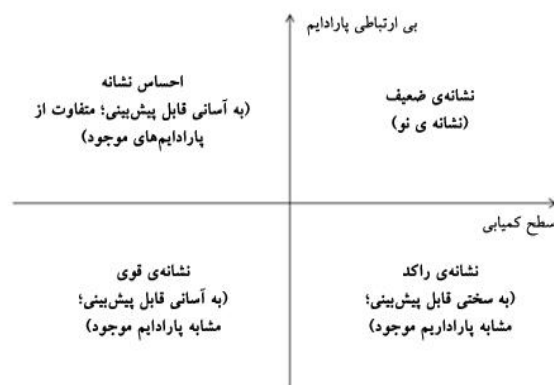 بی ارتباطی پارادایم
نشانه‌ی ضعیف
(نشانه ی نو)
احساس نشانه
(به آسانی قابل پیش‌بینی؛ متفاوت از
پارادایم‌های موجود)
سطح کمیابی
نشانه‌ی راکد
(به سختی قابل پیش‌بینی؛
مشابه پاراداریم موجود)
نشانه‌ی قوی
(به آسانی قابل پیش‌بینی؛
مشابه پارادایم موجود)